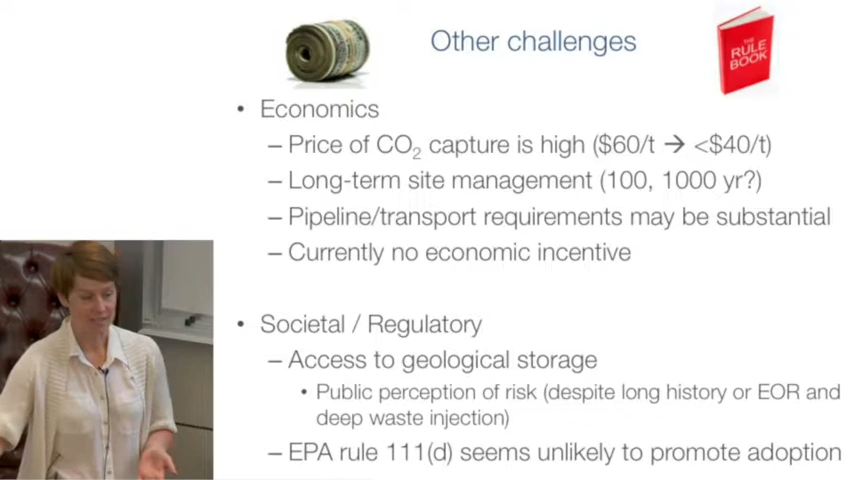 Other challenges
THE
RULE
BOOK
• Economics
– Price of CO₂ capture is high ($60/t → <$40/t)
– Long-term site management (100, 1000 yr?)
– Pipeline/transport requirements may be substantial
– Currently no economic incentive
• Societal / Regulatory
– Access to geological storage
• Public perception of risk (despite long history or EOR and
deep waste injection)
– EPA rule 111(d) seems unlikely to promote adoption